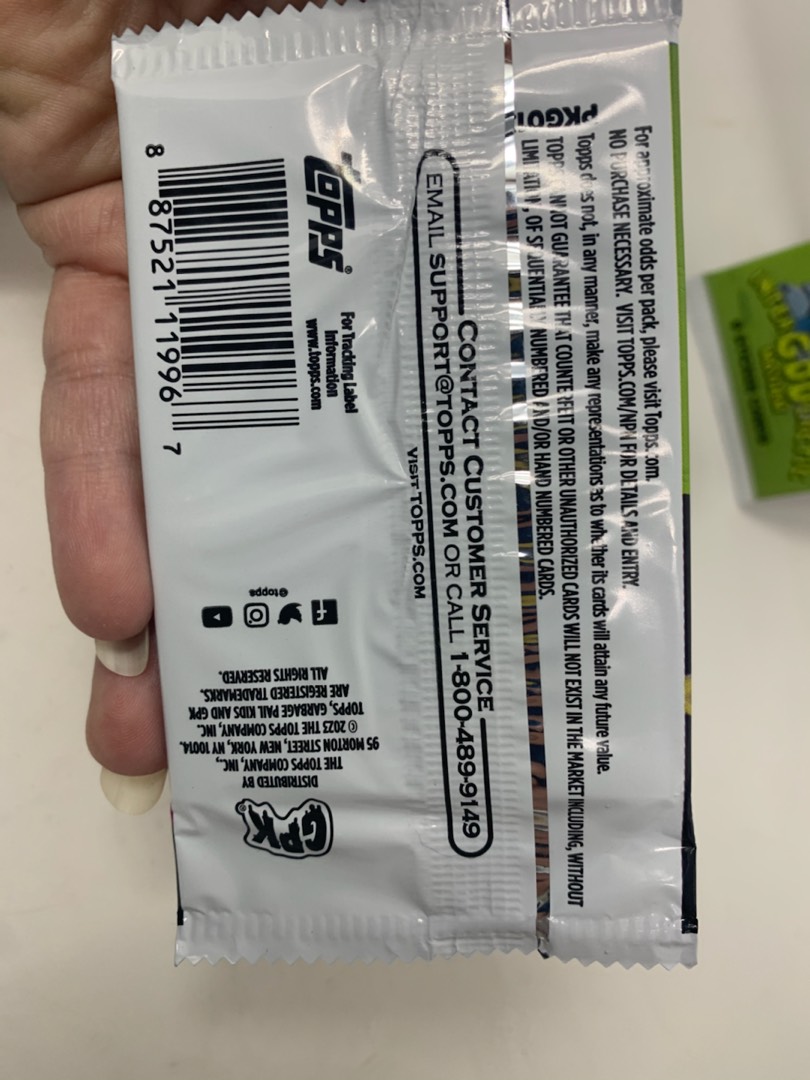 For approximate odds per pack, please visit Topps.com.
NO PURCHASE NECESSARY. VISIT TOPPS.COM/NPN FOR DETAILS AND ENTRY.
Topps does not, in any manner, make any representations as to whether its cards will attain any future value.
TOPPS CANNOT GUARANTEE THAT COUNTERFEIT OR OTHER UNAUTHORIZED CARDS WILL NOT EXIST IN THE MARKET INCLUDING, WITHOUT
LIMITATION, OF SEQUENTIALLY NUMBERED AND/OR HAND NUMBERED CARDS.
CONTACT CUSTOMER SERVICE
EMAIL SUPPORT@TOPPS.COM OR CALL 1-800-489-9149
VISIT TOPPS.COM
TOPPS®
For Tracking Label
Information
www.topps.com
8 87521 11996 7
@topps
GPK®
DISTRIBUTED BY
THE TOPPS COMPANY, INC.,
95 MORTON STREET, NEW YORK, NY 10014.
© 2023 THE TOPPS COMPANY, INC.
TOPPS, GARBAGE PAIL KIDS AND GPK
ARE REGISTERED TRADEMARKS.
ALL RIGHTS RESERVED.